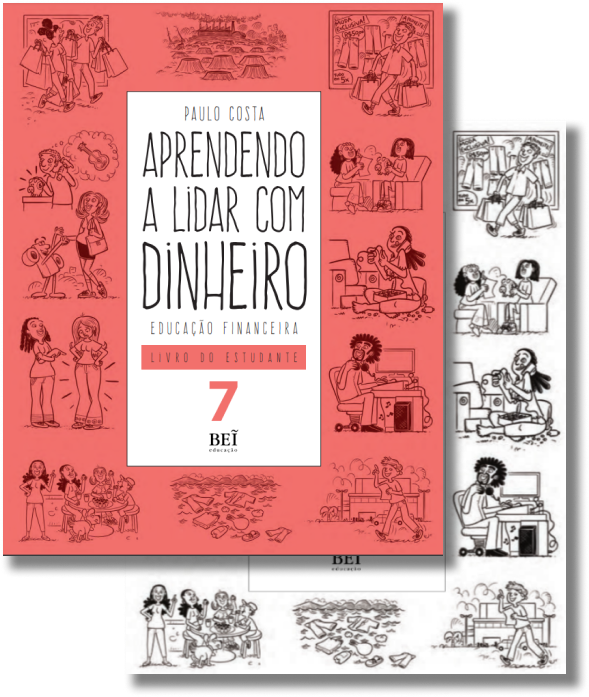 PAULO COSTA
APRENDENDO
A LIDAR COM
DINHEIRO
EDUCAÇÃO FINANCEIRA
LIVRO DO ESTUDANTE
7
BEĨ
educação
BEĨ
educação